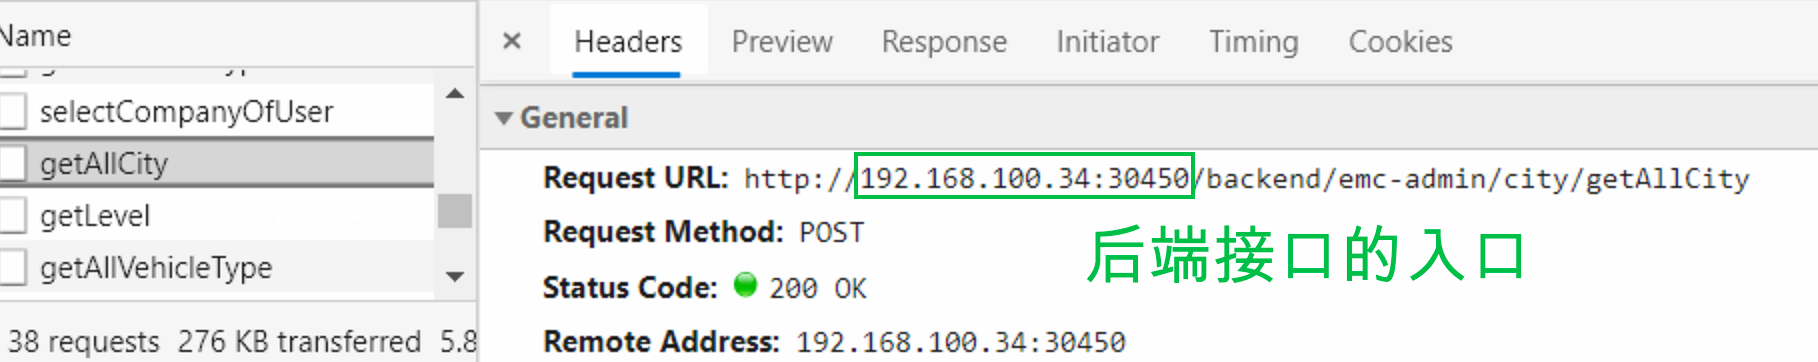 Name
selectCompanyOfUser
getAllCity
getLevel
getAllVehicleType
38 requests 276 KB transferred 5.8
× Headers Preview Response Initiator Timing Cookies
▼ General
Request URL: http://192.168.100.34:30450/backend/emc-admin/city/getAllCity
Request Method: POST
后端接口的入口
Status Code: 200 OK
Remote Address: 192.168.100.34:30450